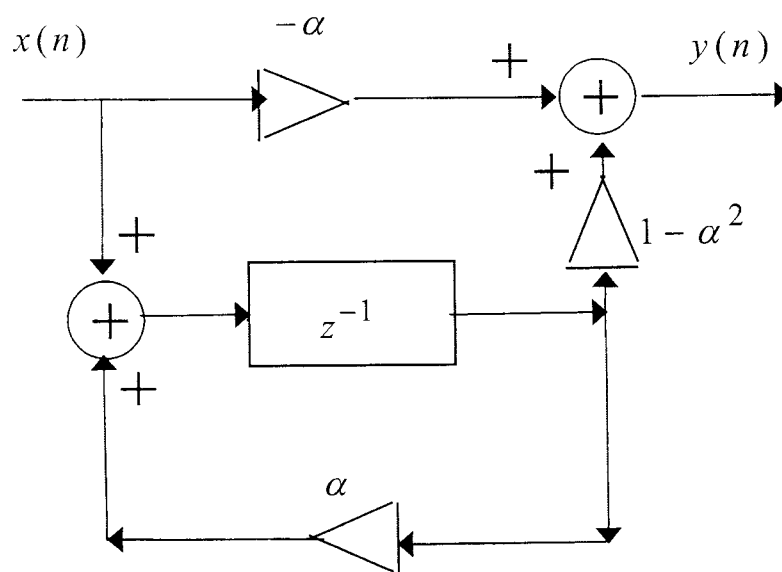 −α
x(n)
y(n)
+
+
+
1 − α²
+
+
z⁻¹
+
α